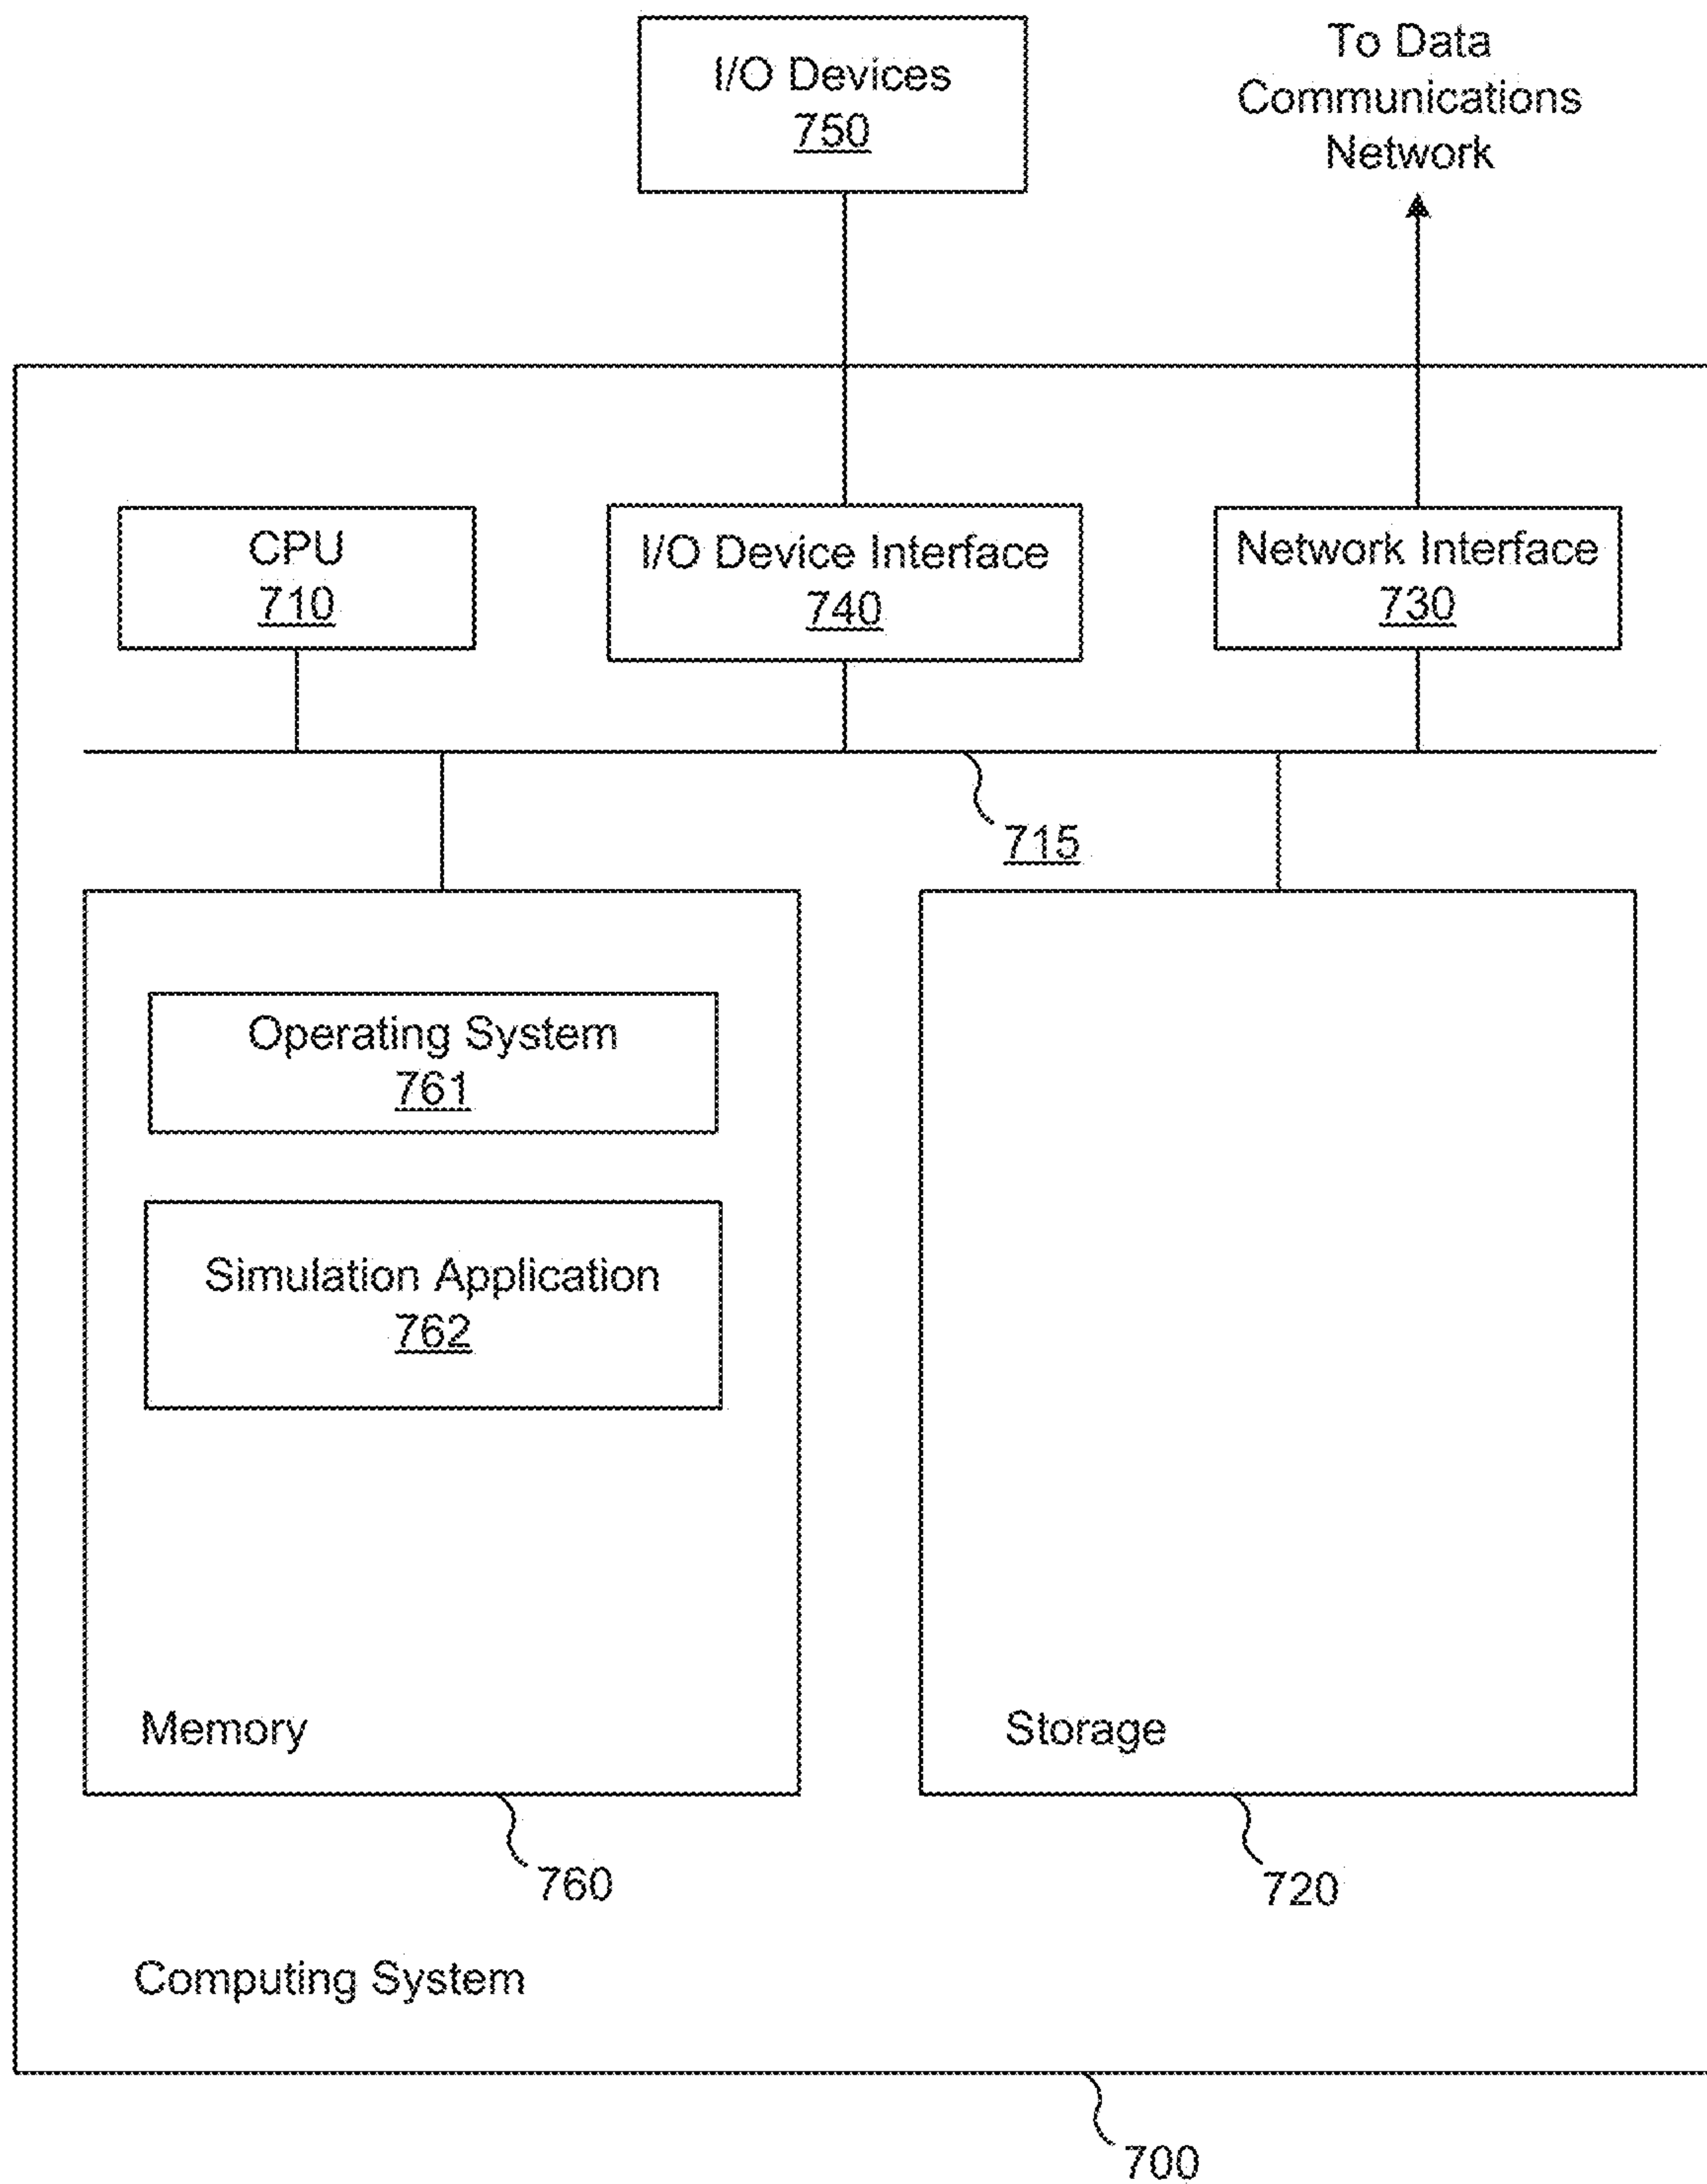 I/O Devices
750
To Data
Communications
Network
CPU
710
I/O Device Interface
740
Network Interface
730
715
Operating System
761
Simulation Application
762
Memory
Storage
760
720
Computing System
700